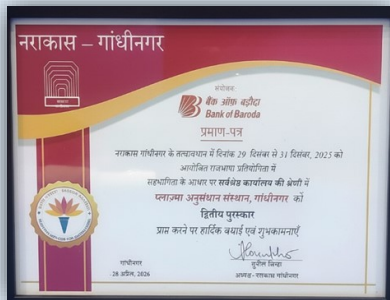 नराकास – गांधीनगर
संयोजक
बैंक ऑफ़ बड़ौदा
Bank of Baroda
प्रमाण-पत्र
नराकास गांधीनगर के तत्वावधान में दिनांक 29 दिसंबर से 31 दिसंबर, 2025 को
आयोजित राजभाषा प्रतियोगिता में
सहभागिता के आधार पर सर्वश्रेष्ठ कार्यालय की श्रेणी में
प्लाज़्मा अनुसंधान संस्थान, गांधीनगर को
द्वितीय पुरस्कार
प्राप्त करने पर हार्दिक बधाई एवं शुभकामनाएँ
गांधीनगर
28 अप्रैल, 2026
सुनील सिन्हा
अध्यक्ष - नराकास गांधीनगर